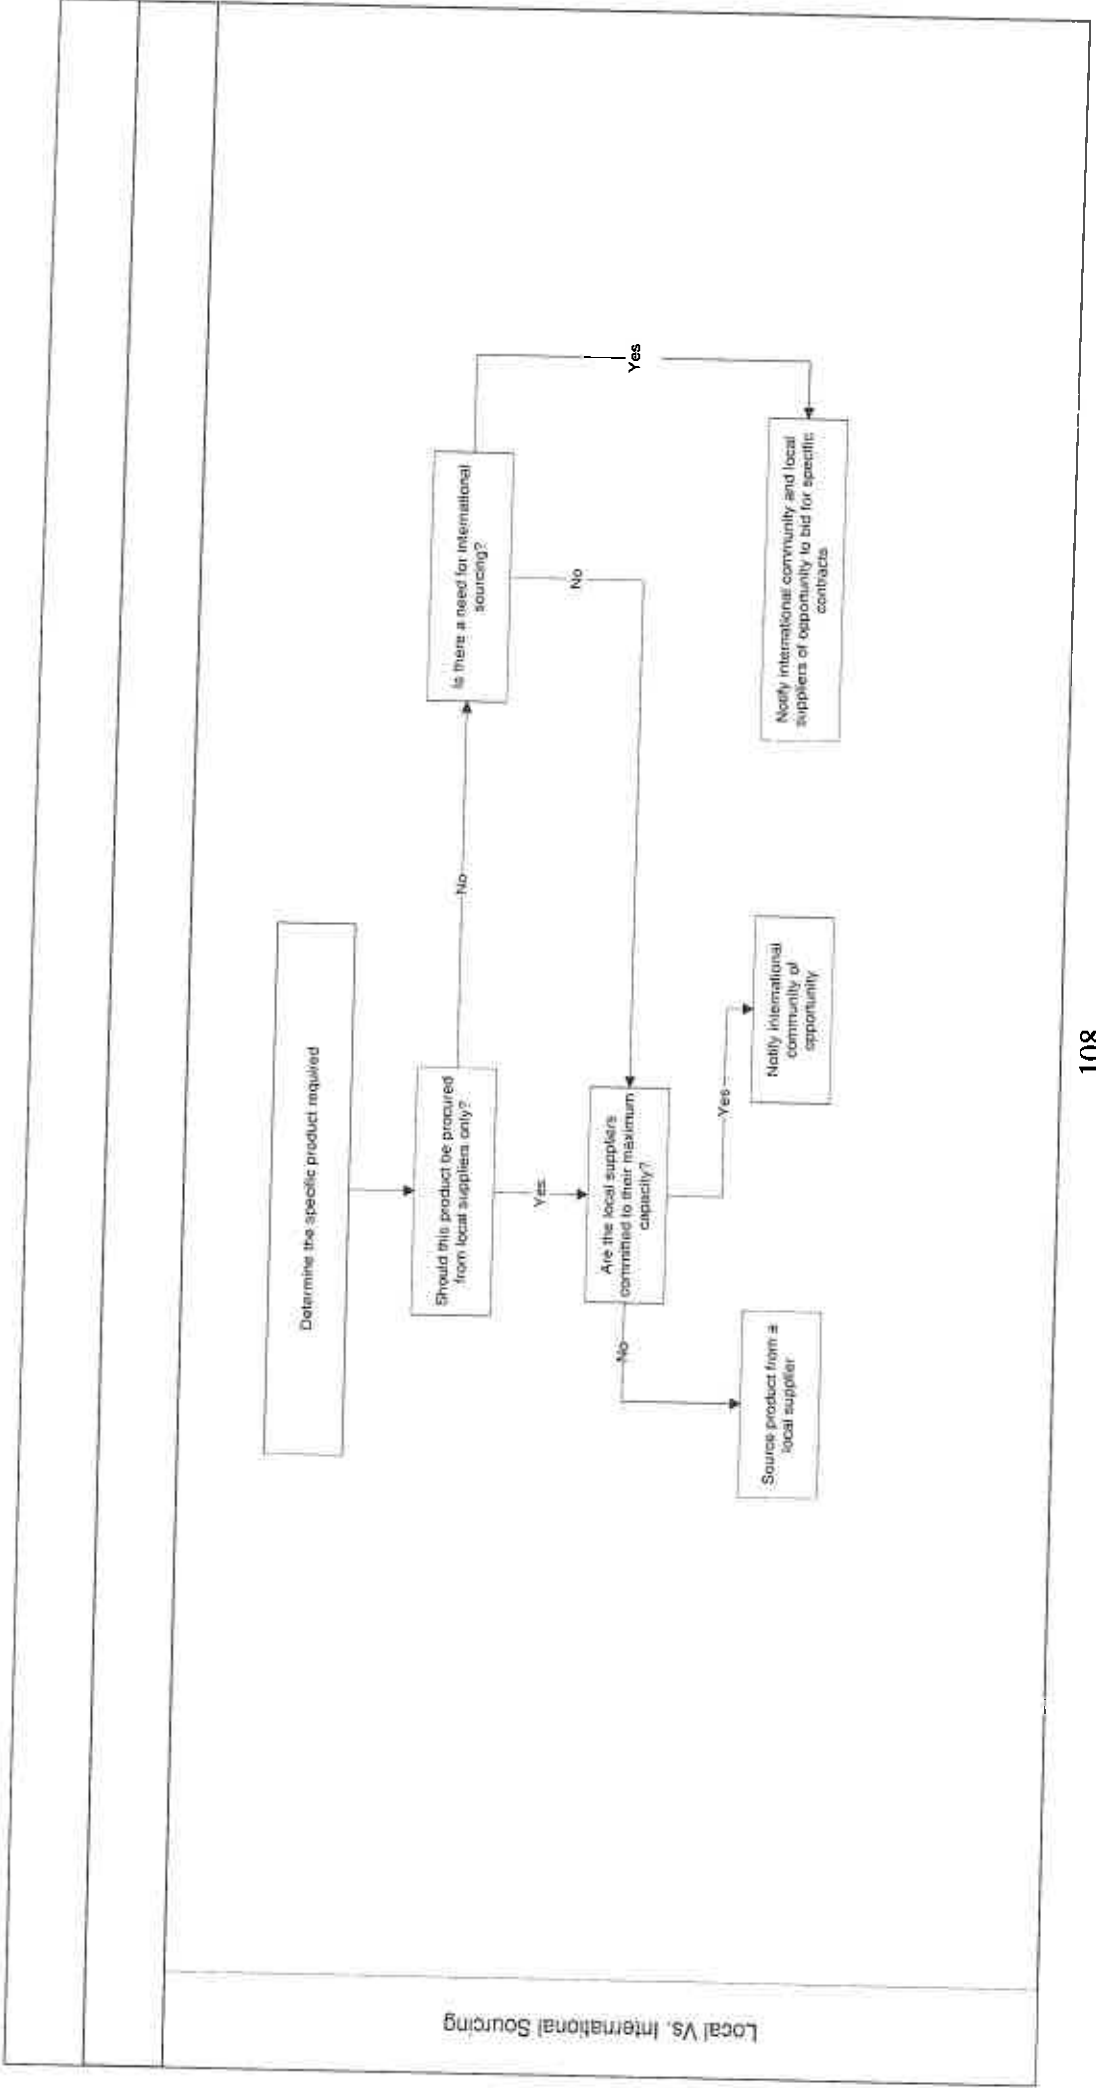 Local Vs. International Sourcing
Determine the specific product required
Should this product be procured
from local suppliers only?
No
Is there a need for international
sourcing?
Yes
No
Yes
Are the local suppliers
committed to their maximum
capacity?
No
Yes
Source product from a
local supplier
Notify international
community of
opportunity
Notify international community and local
suppliers of opportunity to bid for specific
contracts
108